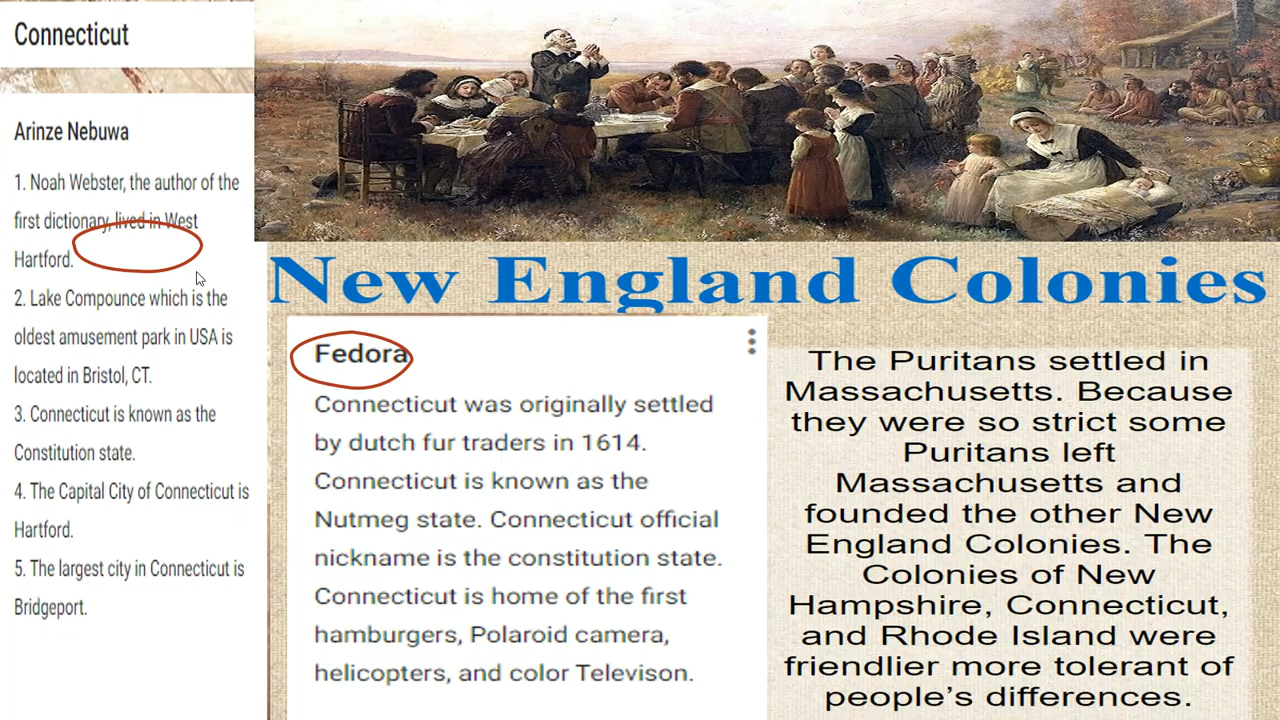 Connecticut
Arinze Nebuwa
1. Noah Webster, the author of the
first dictionary, lived in West
Hartford.
2. Lake Compounce which is the
oldest amusement park in USA is
located in Bristol, CT.
3. Connecticut is known as the
Constitution state.
4. The Capital City of Connecticut is
Hartford.
5. The largest city in Connecticut is
Bridgeport.
New England Colonies
Fedora
Connecticut was originally settled
by dutch fur traders in 1614.
Connecticut is known as the
Nutmeg state. Connecticut official
nickname is the constitution state.
Connecticut is home of the first
hamburgers, Polaroid camera,
helicopters, and color Televison.
The Puritans settled in
Massachusetts. Because
they were so strict some
Puritans left
Massachusetts and
founded the other New
England Colonies. The
Colonies of New
Hampshire, Connecticut,
and Rhode Island were
friendlier more tolerant of
people’s differences.